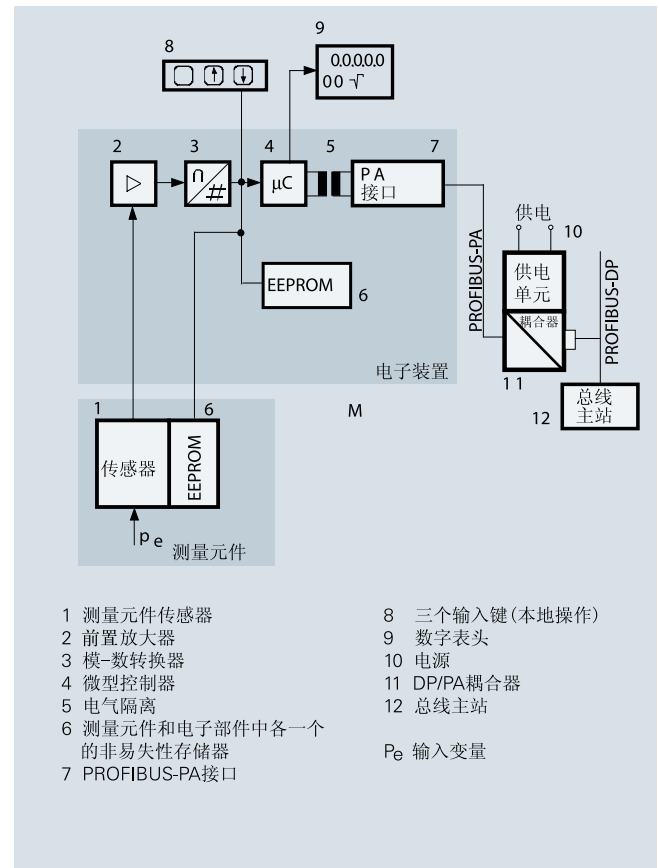 8
9
0.0.0.0.0
00 √
2
3
4
5
7
∩
#
μC
PA
接口
供电
10
PROFIBUS-PA
供电
单元
PROFIBUS-DP
EEPROM
6
耦合器
电子装置
11
总线
主站
12
1
6
M
传感器
EEPROM
pe
测量元件
1 测量元件传感器
2 前置放大器
3 模-数转换器
4 微型控制器
5 电气隔离
6 测量元件和电子部件中各一个
的非易失性存储器
7 PROFIBUS-PA接口
8 三个输入键(本地操作)
9 数字表头
10 电源
11 DP/PA耦合器
12 总线主站
Pe 输入变量